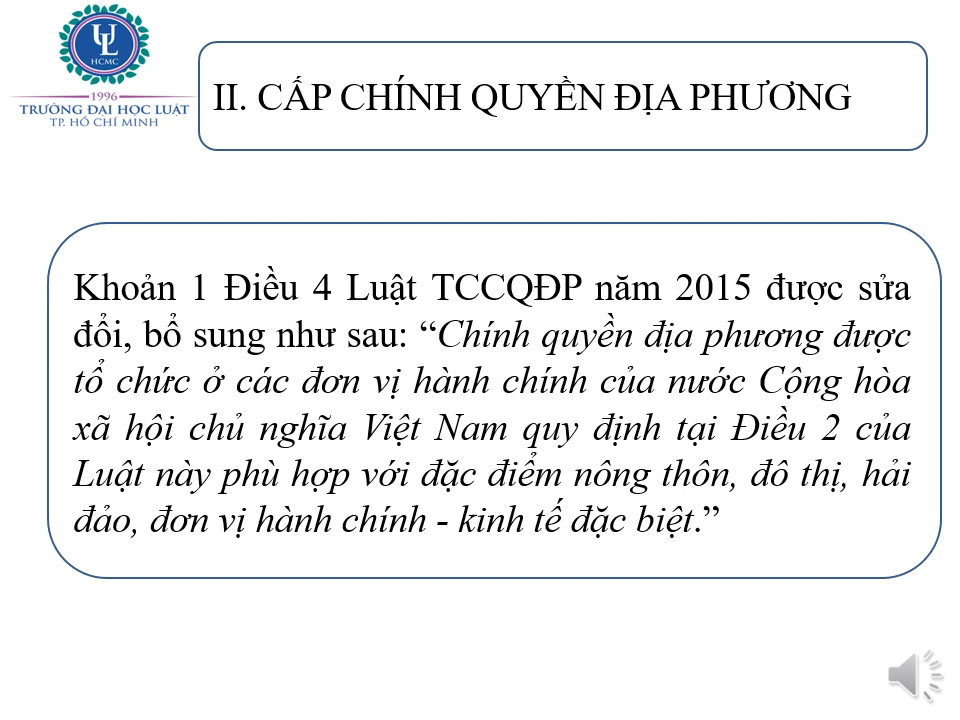 UL
HCMC
1996
TRƯỜNG ĐẠI HỌC LUẬT
TP. HỒ CHÍ MINH
II. CẤP CHÍNH QUYỀN ĐỊA PHƯƠNG
Khoản 1 Điều 4 Luật TCCQĐP năm 2015 được sửa
đổi, bổ sung như sau: “Chính quyền địa phương được
tổ chức ở các đơn vị hành chính của nước Cộng hòa
xã hội chủ nghĩa Việt Nam quy định tại Điều 2 của
Luật này phù hợp với đặc điểm nông thôn, đô thị, hải
đảo, đơn vị hành chính - kinh tế đặc biệt.”